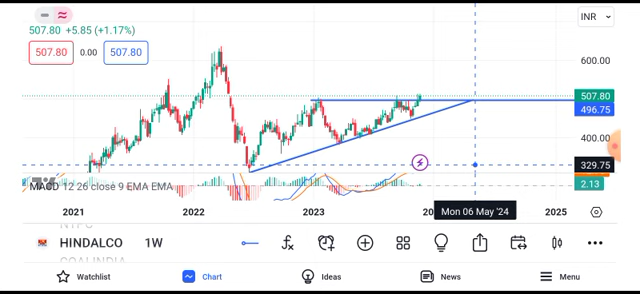 INR
507.80 +5.85 (+1.17%)
507.80 0.00 507.80
600.00
507.80
496.75
400.00
329.75
MACD 12 26 close 9 EMA EMA
2.13
Mon 06 May '24
2021 2022 2023 2025
NTPC
HINDALCO 1W
COALINDIA
Watchlist Chart Ideas News Menu